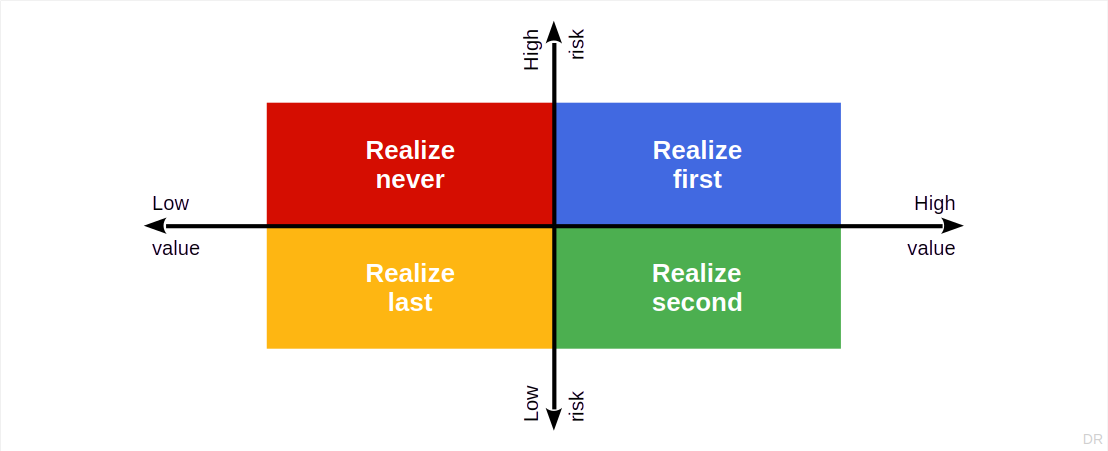 High
risk
Realize
never
Realize
first
Low
value
High
value
Realize
last
Realize
second
Low
risk
DR